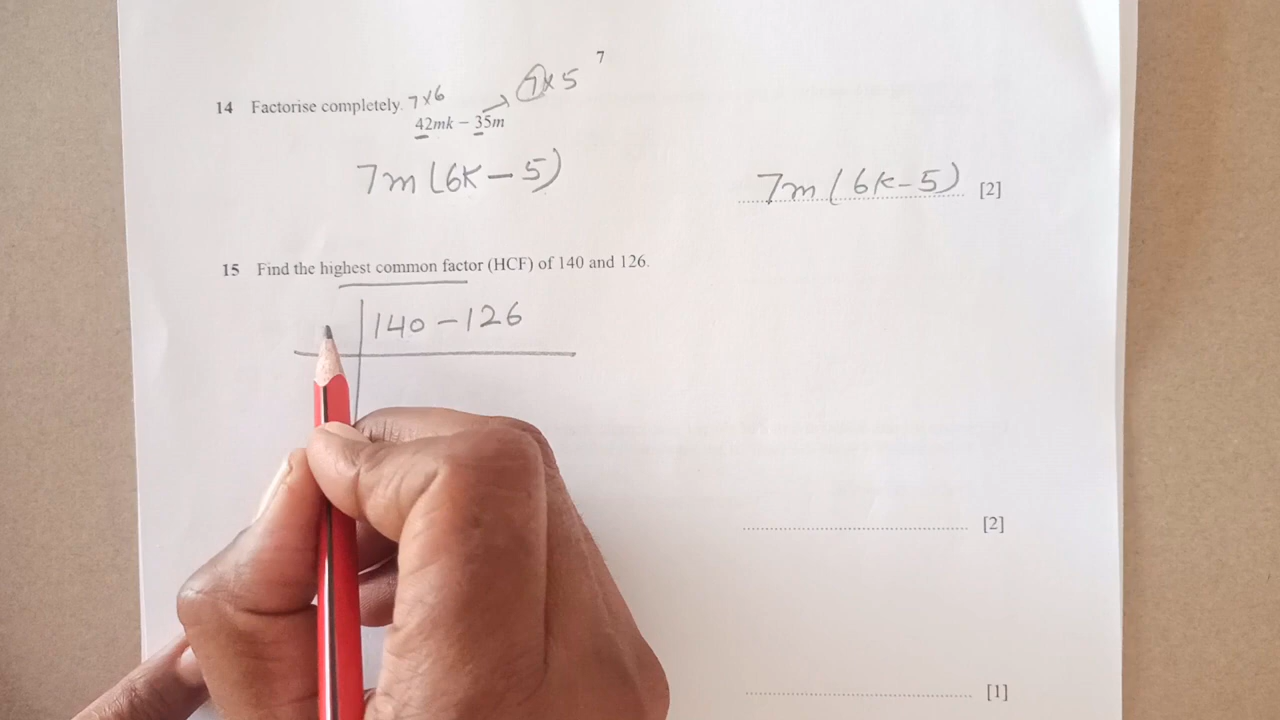 7
7×5
14 Factorise completely. 7×6
42mk − 35m
7m(6k − 5)
7m(6k − 5) [2]
15 Find the highest common factor (HCF) of 140 and 126.
140 − 126
[2]
[1]